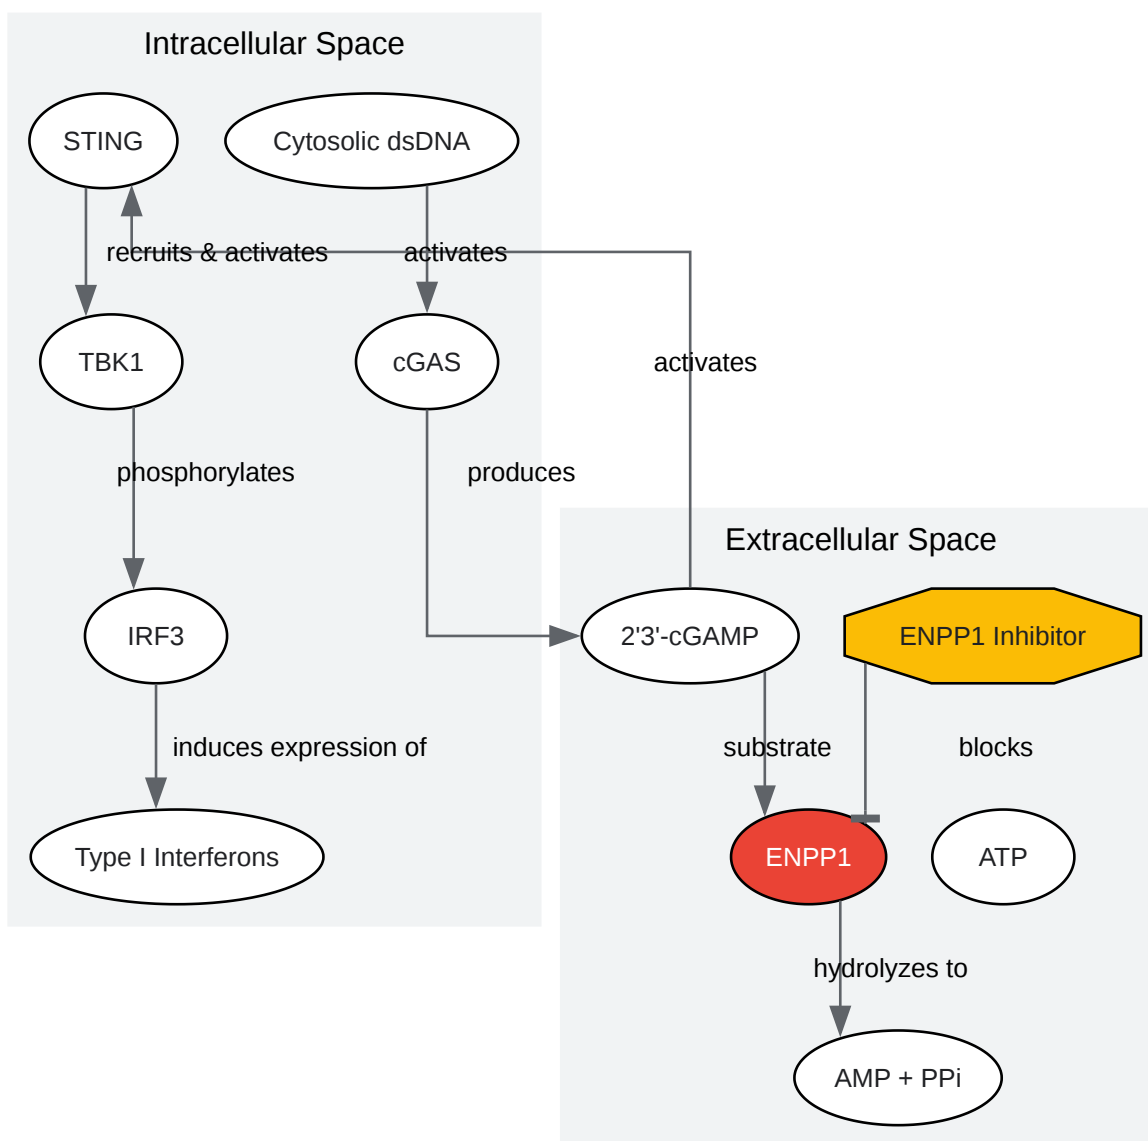 Intracellular Space
STING
Cytosolic dsDNA
recruits & activates
activates
TBK1
cGAS
activates
phosphorylates
produces
Extracellular Space
IRF3
2'3'-cGAMP
ENPP1 Inhibitor
induces expression of
substrate
blocks
Type I Interferons
ENPP1
ATP
hydrolyzes to
AMP + PPi